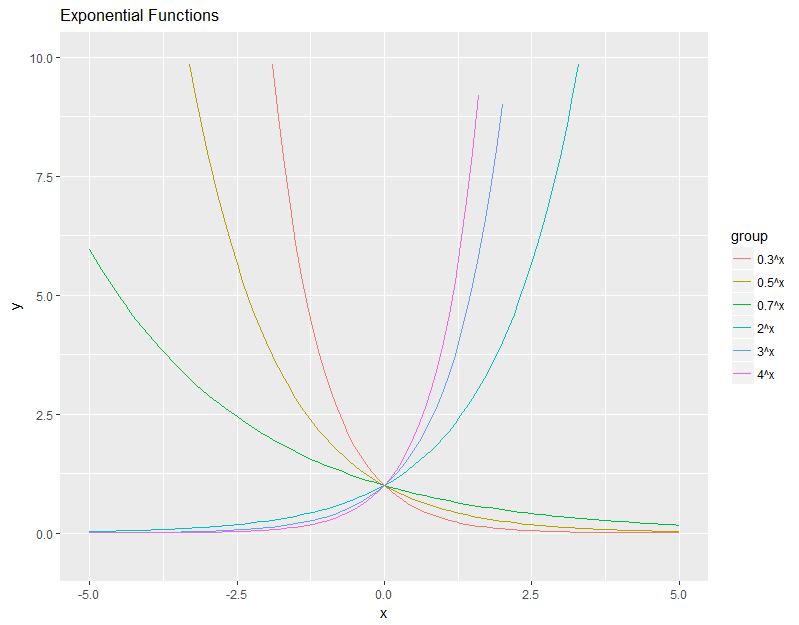 Exponential Functions
10.0
7.5
5.0
2.5
0.0
y
-5.0 -2.5 0.0 2.5 5.0
x
group
0.3^x
0.5^x
0.7^x
2^x
3^x
4^x